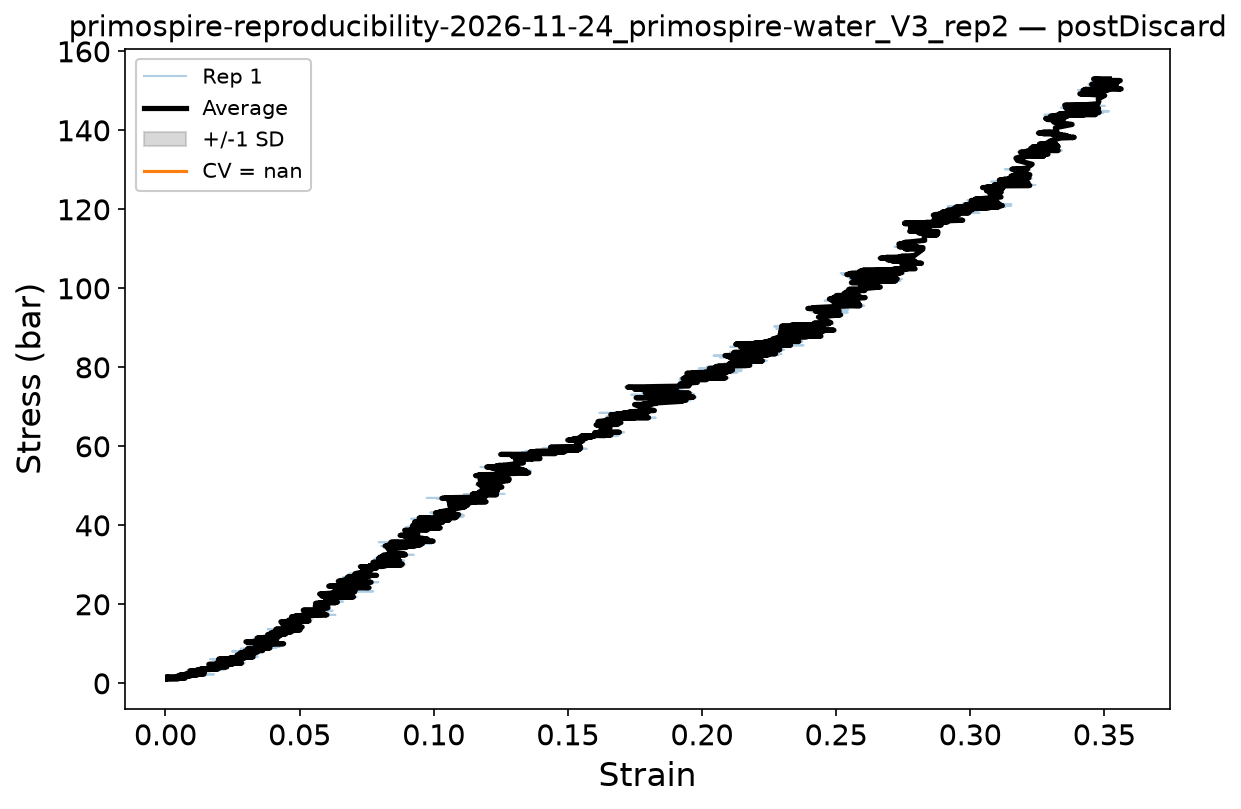 primospire-reproducibility-2026-11-24_primospire-water_V3_rep2 — postDiscard
Rep 1
Average
+/-1 SD
CV = nan
160
140
120
100
80
60
40
20
0
Stress (bar)
0.00 0.05 0.10 0.15 0.20 0.25 0.30 0.35
Strain